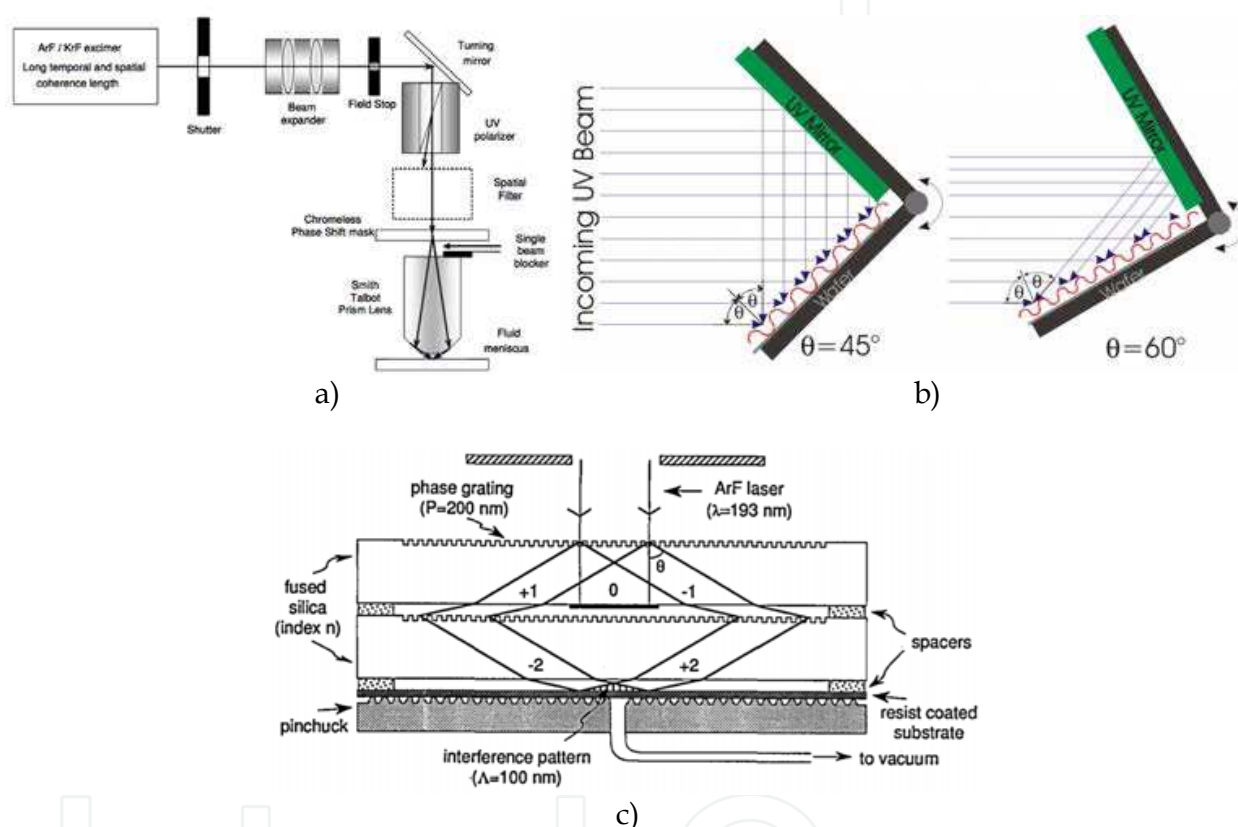 ArF / KrF excimer
Long temporal and spatial
coherence length
Shutter
Beam
expander
Field Stop
Turning
mirror
UV
polarizer
Spatial
Filter
Chromeless
Phase Shift mask
Single
beam
blocker
Smith
Talbot
Prism Lens
Fluid
meniscus
a)
Incoming UV Beam
UV Mirror
Wafer
θ
θ
θ=45°
UV Mirror
Wafer
θ
θ
θ=60°
b)
phase grating
(P=200 nm)
ArF laser
(λ=193 nm)
θ
+1
0
-1
fused
silica
(index n)
spacers
-2
+2
pinchuck
resist coated
substrate
interference pattern
(Λ=100 nm)
to vacuum
c)